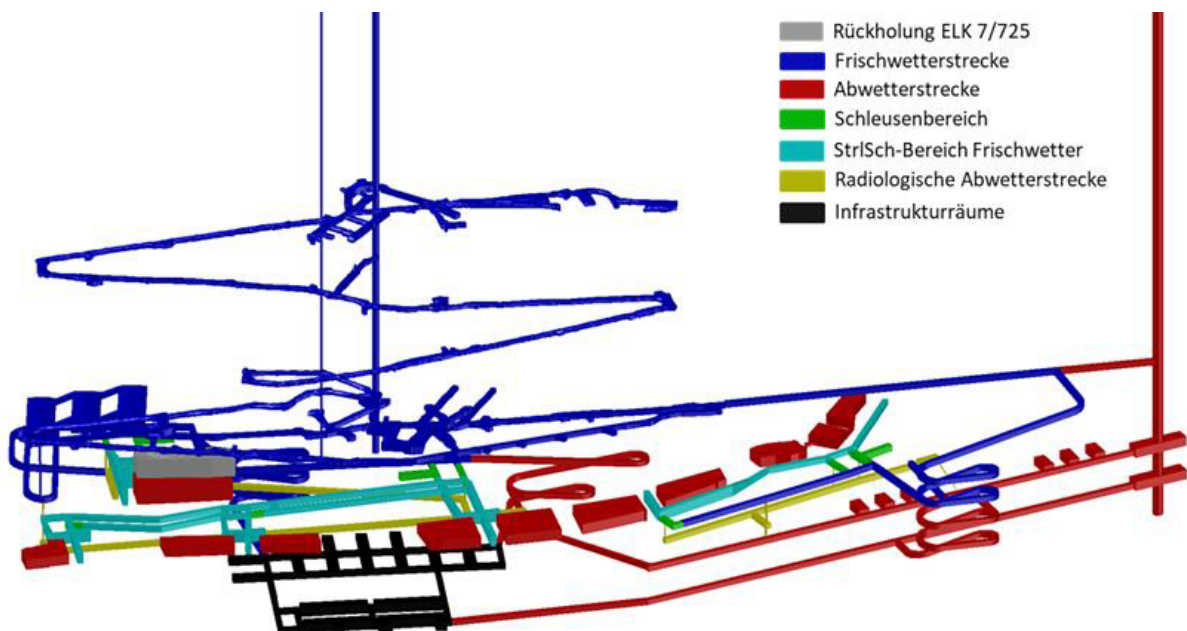 Rückholung ELK 7/725
Frischwetterstrecke
Abwetterstrecke
Schleusenbereich
StrlSch-Bereich Frischwetter
Radiologische Abwetterstrecke
Infrastrukturräume